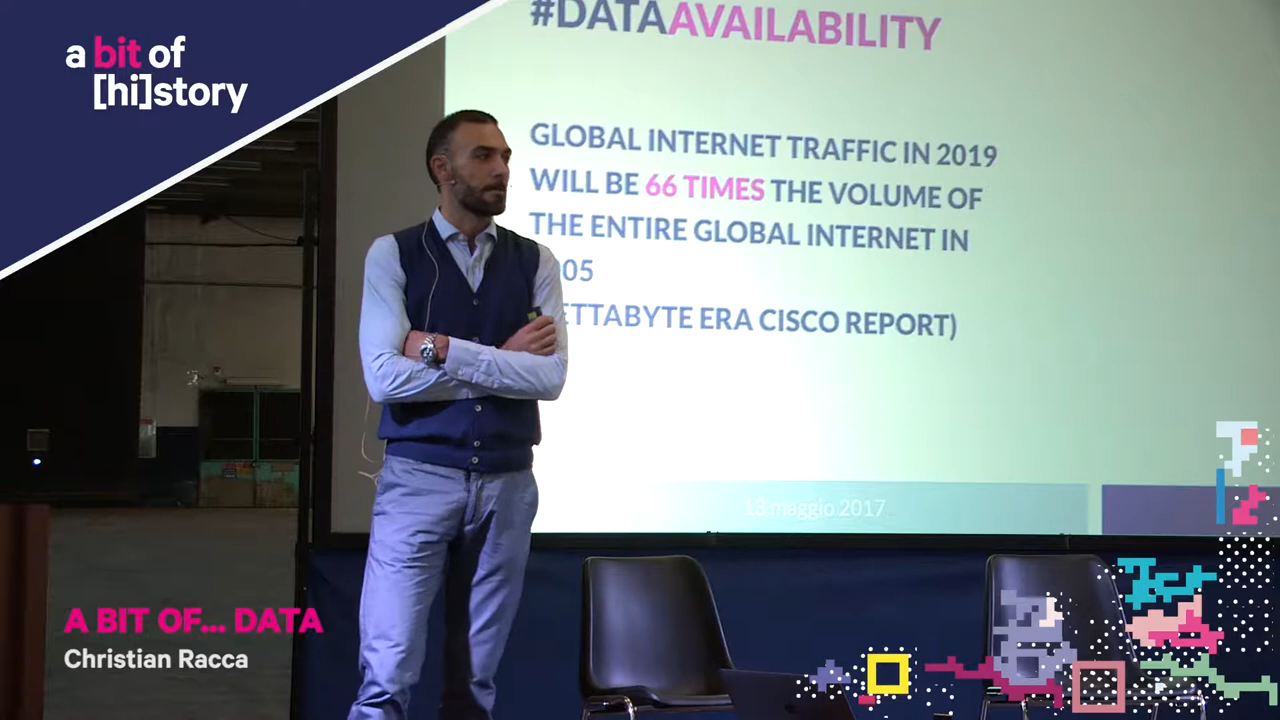 a bit of
[hi]story
#DATAAVAILABILITY
GLOBAL INTERNET TRAFFIC IN 2019
WILL BE 66 TIMES THE VOLUME OF
THE ENTIRE GLOBAL INTERNET IN
05
ETTABYTE ERA CISCO REPORT)
13 maggio 2017
A BIT OF... DATA
Christian Racca